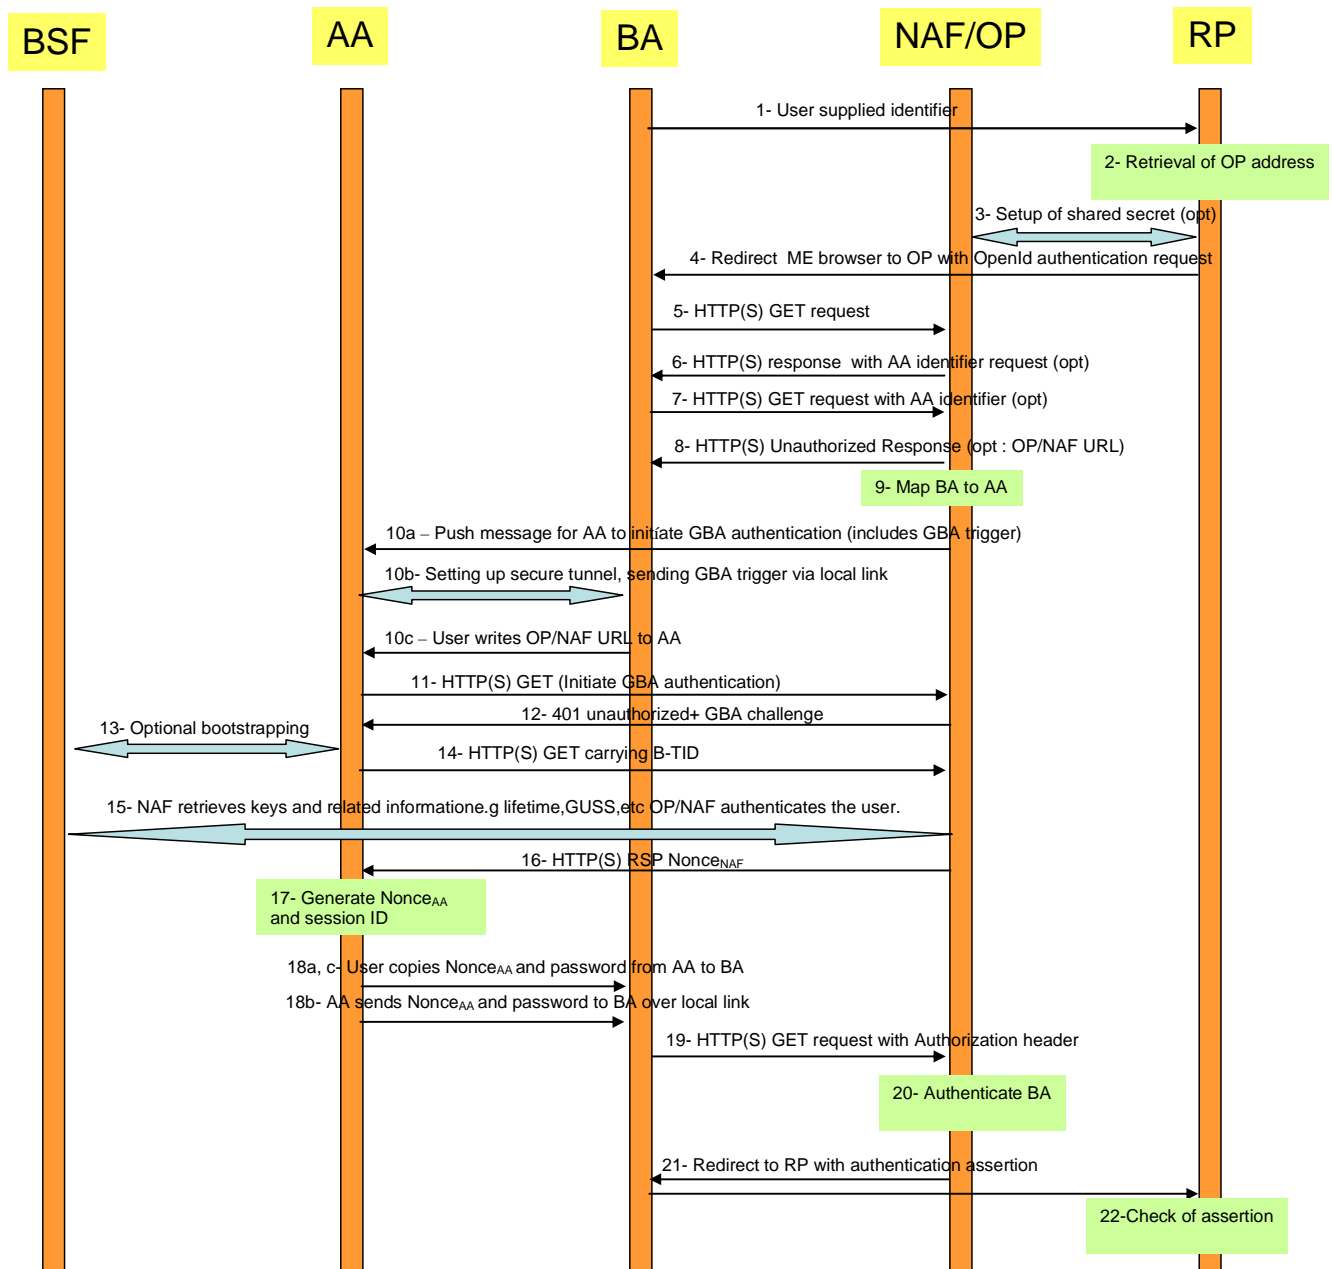 BSF
AA
BA
NAF/OP
RP
1- User supplied identifier
2- Retrieval of OP address
3- Setup of shared secret (opt)
4- Redirect  ME browser to OP with OpenId authentication request
5- HTTP(S) GET request
6- HTTP(S) response  with AA identifier request (opt)
7- HTTP(S) GET request with AA identifier (opt)
8- HTTP(S) Unauthorized Response (opt : OP/NAF URL)
9- Map BA to AA
10a – Push message for AA to initiate GBA authentication (includes GBA trigger)
10b- Setting up secure tunnel, sending GBA trigger via local link
10c – User writes OP/NAF URL to AA
11- HTTP(S) GET (Initiate GBA authentication)
12- 401 unauthorized+ GBA challenge
13- Optional bootstrapping
14- HTTP(S) GET carrying B-TID
15- NAF retrieves keys and related informatione.g lifetime,GUSS,etc OP/NAF authenticates the user.
16- HTTP(S) RSP NonceNAF
17- Generate NonceAA
and session ID
18a, c- User copies NonceAA and password from AA to BA
18b- AA sends NonceAA and password to BA over local link
19- HTTP(S) GET request with Authorization header
20- Authenticate BA
21- Redirect to RP with authentication assertion
22-Check of assertion